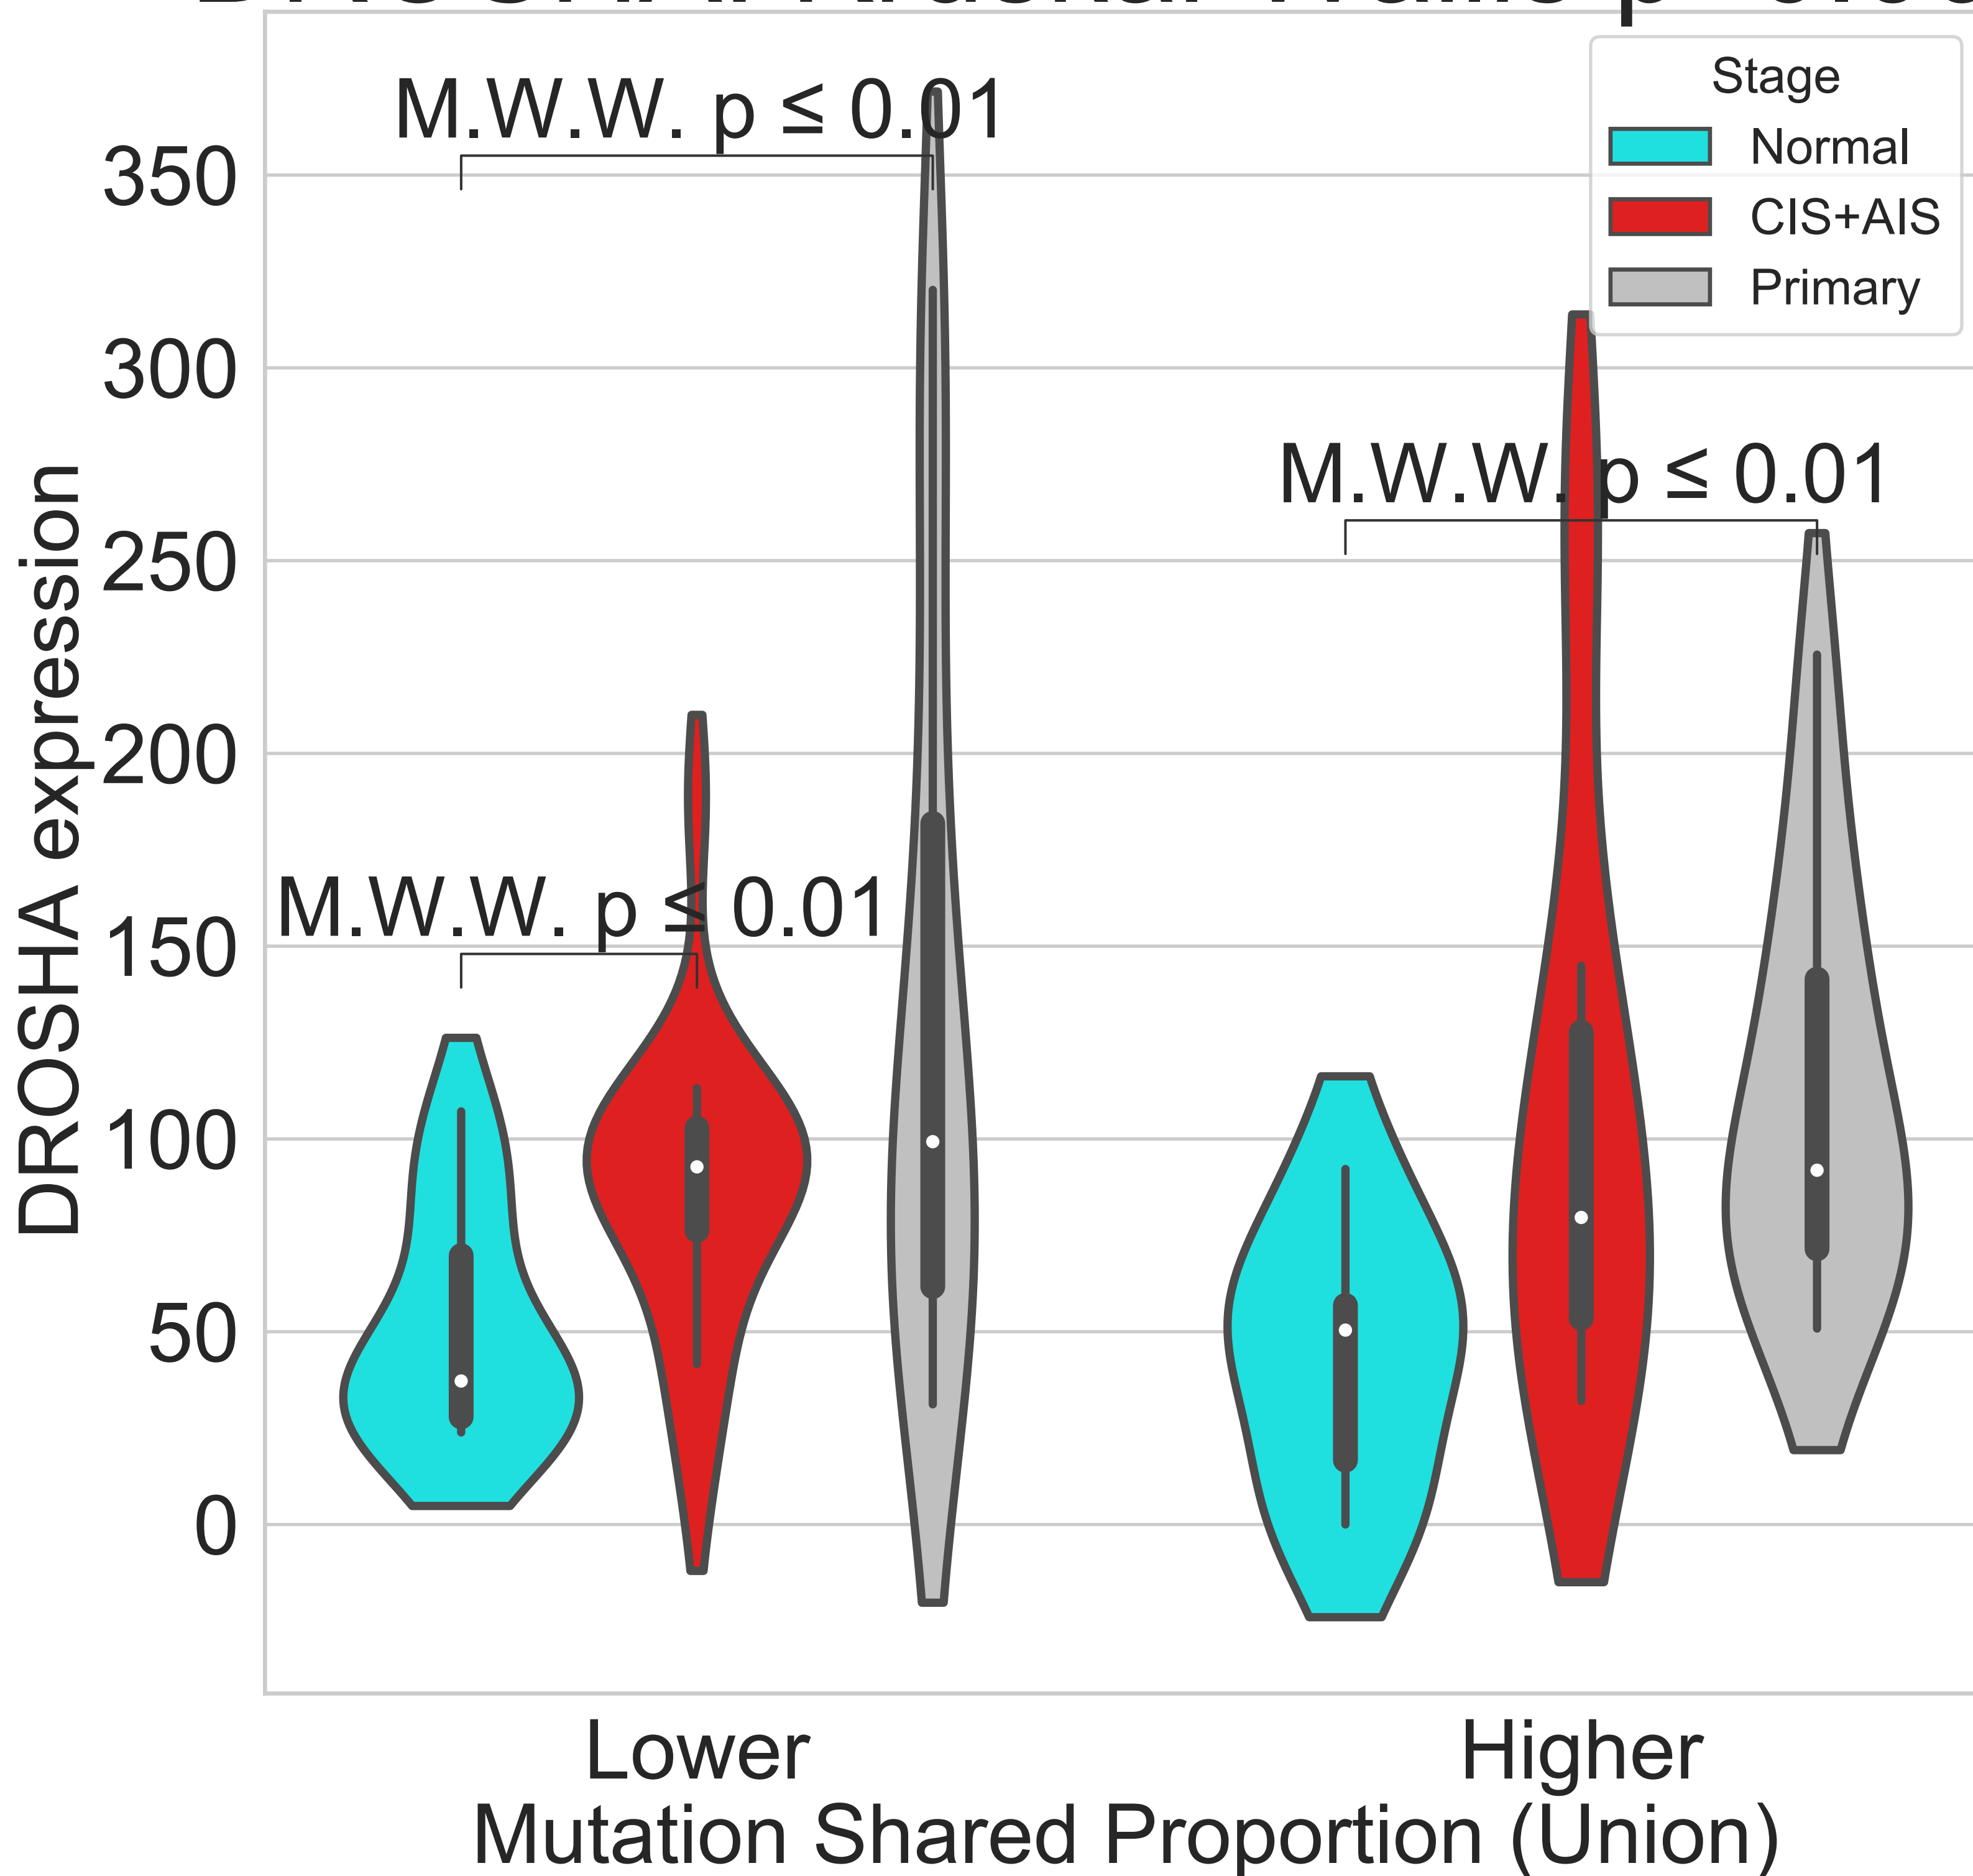 Stage
Normal
CIS+AIS
Primary
M.W.W. p ≤ 0.01
M.W.W. p ≤ 0.01
M.W.W. p ≤ 0.01
350
300
250
200
150
100
50
0
DROSHA expression
Lower
Higher
Mutation Shared Proportion (Union)